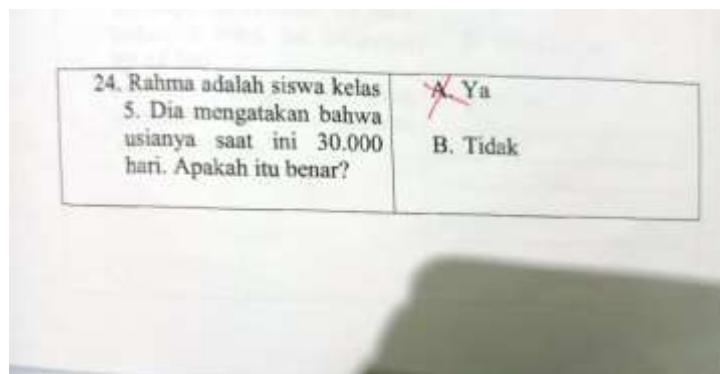 24. Rahma adalah siswa kelas
5. Dia mengatakan bahwa
usianya saat ini 30.000
hari. Apakah itu benar?
A. Ya
B. Tidak